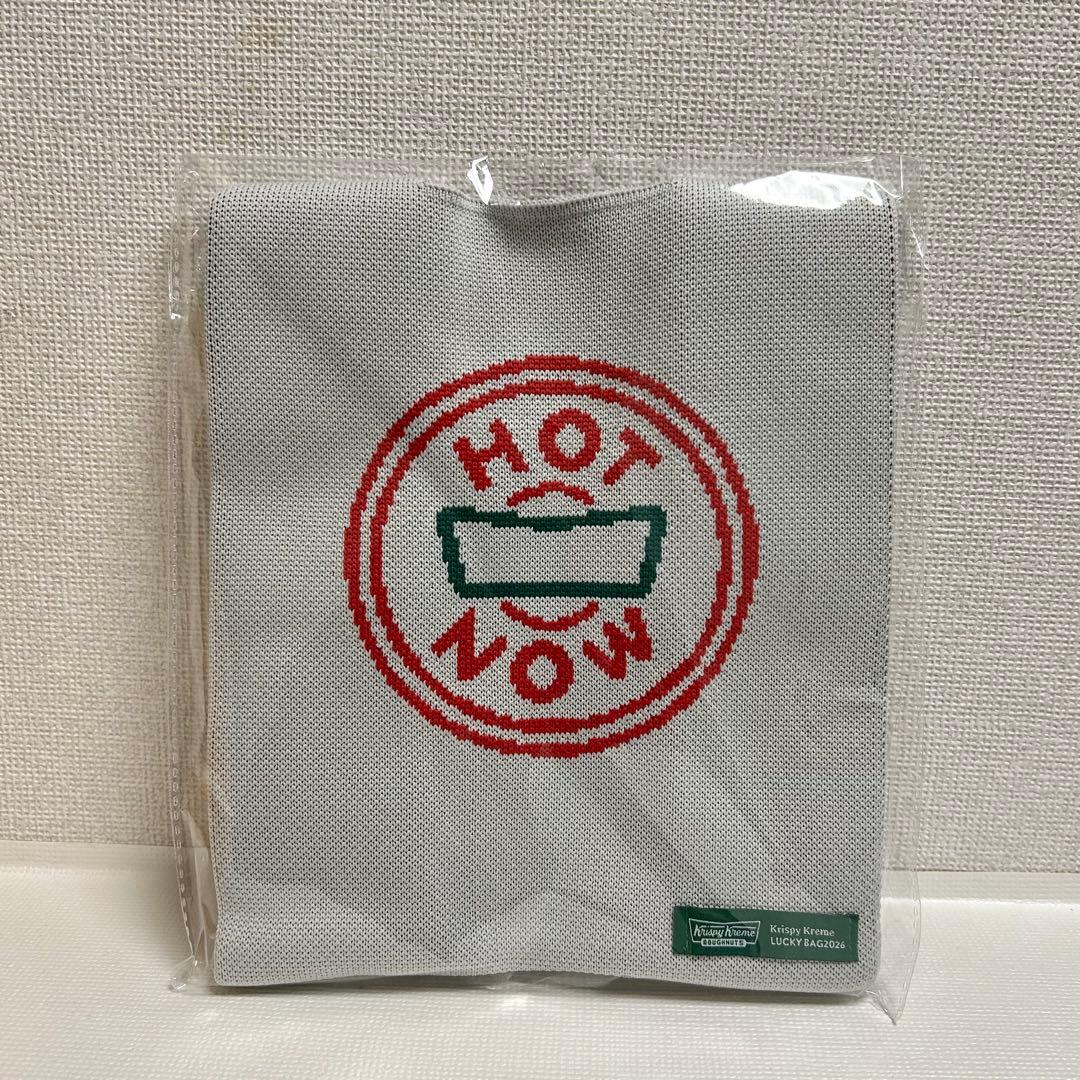 HOT
NOW
Krispy Kreme
DOUGHNUTS
Krispy Kreme
LUCKY BAG2026